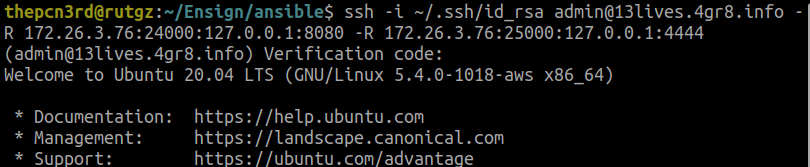 thepcn3rd@rutgz:~/Ensign/ansible$ ssh -i ~/.ssh/id_rsa admin@13lives.4gr8.info -
R 172.26.3.76:24000:127.0.0.1:8080 -R 172.26.3.76:25000:127.0.0.1:4444
(admin@13lives.4gr8.info) Verification code:
Welcome to Ubuntu 20.04 LTS (GNU/Linux 5.4.0-1018-aws x86_64)
* Documentation:  https://help.ubuntu.com
* Management:     https://landscape.canonical.com
* Support:        https://ubuntu.com/advantage